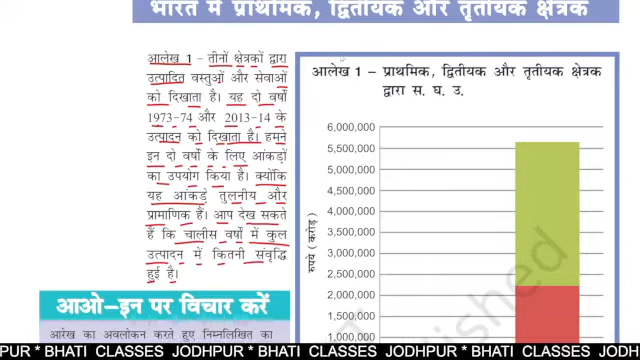 भारत में प्राथमिक, द्वितीयक और तृतीयक क्षेत्रक
आलेख 1 - तीनों क्षेत्रकों द्वारा
उत्पादित वस्तुओं और सेवाओं
को दिखाता है। यह दो वर्षों
1973-74 और 2013-14 के
उत्पादन को दिखाता है। हमने
इन दो वर्षों के लिए आंकड़ों
का उपयोग किया है। क्योंकि
यह आंकड़े तुलनीय और
प्रामाणिक हैं। आप देख सकते
हैं कि चालीस वर्षों में कुल
उत्पादन में कितनी संवृद्धि
हुई है।
आओ-इन पर विचार करें
आरेख का अवलोकन करते हुए निम्नलिखित का
आलेख 1 – प्राथमिक, द्वितीयक और तृतीयक क्षेत्रक
द्वारा स. घ. उ.
रुपये (करोड़)
6,000,000
5,500,000
5,000,000
4,500,000
4,000,000
3,500,000
3,000,000
2,500,000
2,000,000
1,500,000
1,000,000
PUR * BHATI CLASSES JODHPUR * BHATI CLASSES JODHPUR * BHATI CLASSES JODH